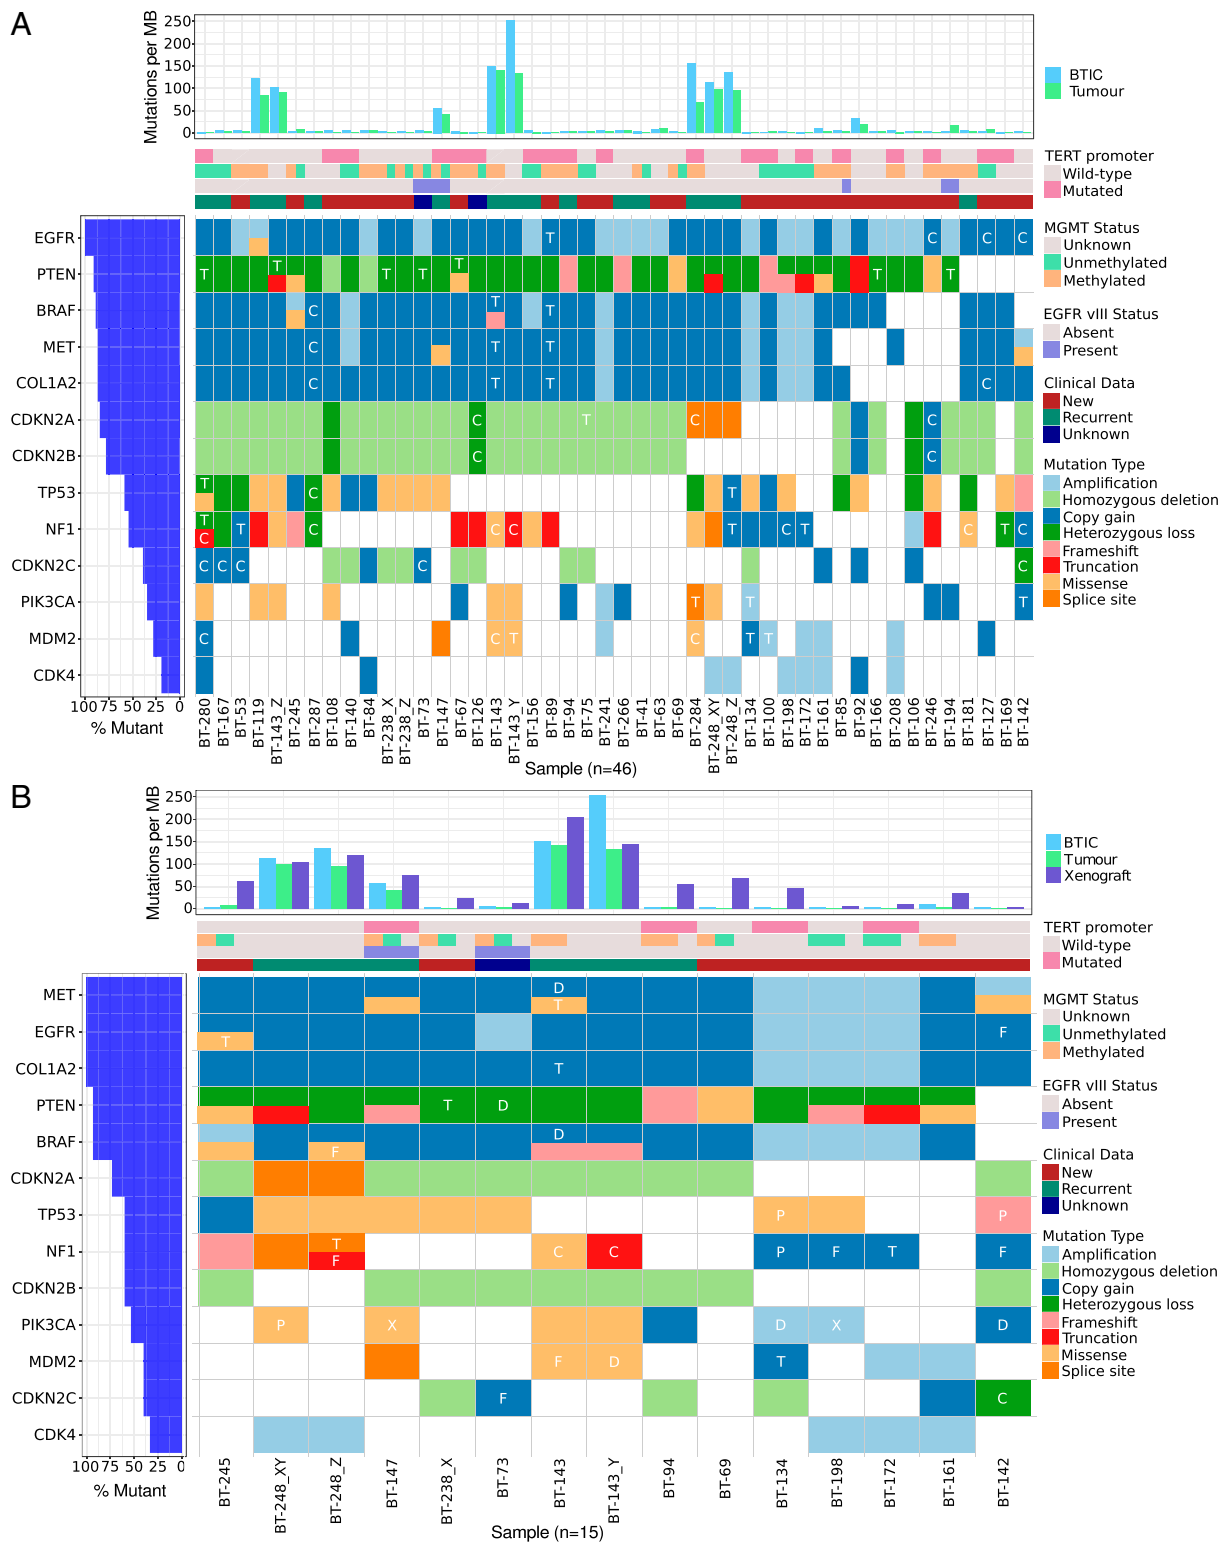 A
Mutations per MB
250
200
150
100
50
0
BTIC
Tumour
TERT promoter
Wild-type
Mutated
MGMT Status
Unknown
Unmethylated
Methylated
EGFR vIII Status
Absent
Present
Clinical Data
New
Recurrent
Unknown
Mutation Type
Amplification
Homozygous deletion
Copy gain
Heterozygous loss
Frameshift
Truncation
Missense
Splice site
EGFR T C C C
PTEN T T T T T T T
BRAF C T T
MET C T T
COL1A2 C T T C
CDKN2A C T C C
CDKN2B C C
TP53 T C T
NF1 T C T C C C T C T C T C
CDKN2C C C C C C
PIK3CA T T T
MDM2 C C T C T T
CDK4
100 75 50 25 0
% Mutant
BT-280 BT-167 BT-53 BT-119 BT-143_Z BT-245 BT-287 BT-108 BT-140 BT-84 BT-238_X BT-238_Z BT-73 BT-147 BT-67 BT-126 BT-143 BT-143_Y BT-156 BT-89 BT-94 BT-75 BT-241 BT-266 BT-41 BT-63 BT-69 BT-284 BT-248_XY BT-248_Z BT-134 BT-100 BT-198 BT-172 BT-161 BT-85 BT-92 BT-166 BT-208 BT-106 BT-246 BT-194 BT-181 BT-127 BT-169 BT-142
Sample (n=46)
B
Mutations per MB
250
200
150
100
50
0
BTIC
Tumour
Xenograft
TERT promoter
Wild-type
Mutated
MGMT Status
Unknown
Unmethylated
Methylated
EGFR vIII Status
Absent
Present
Clinical Data
New
Recurrent
Unknown
Mutation Type
Amplification
Homozygous deletion
Copy gain
Heterozygous loss
Frameshift
Truncation
Missense
Splice site
MET D T
EGFR T F
COL1A2 T
PTEN T D
BRAF F D
CDKN2A
TP53 P P
NF1 T F C C P F T F
CDKN2B
PIK3CA P X D X D
MDM2 F D T
CDKN2C F C
CDK4
100 75 50 25 0
% Mutant
BT-245 BT-248_XY BT-248_Z BT-147 BT-238_X BT-73 BT-143 BT-143_Y BT-94 BT-69 BT-134 BT-198 BT-172 BT-161 BT-142
Sample (n=15)